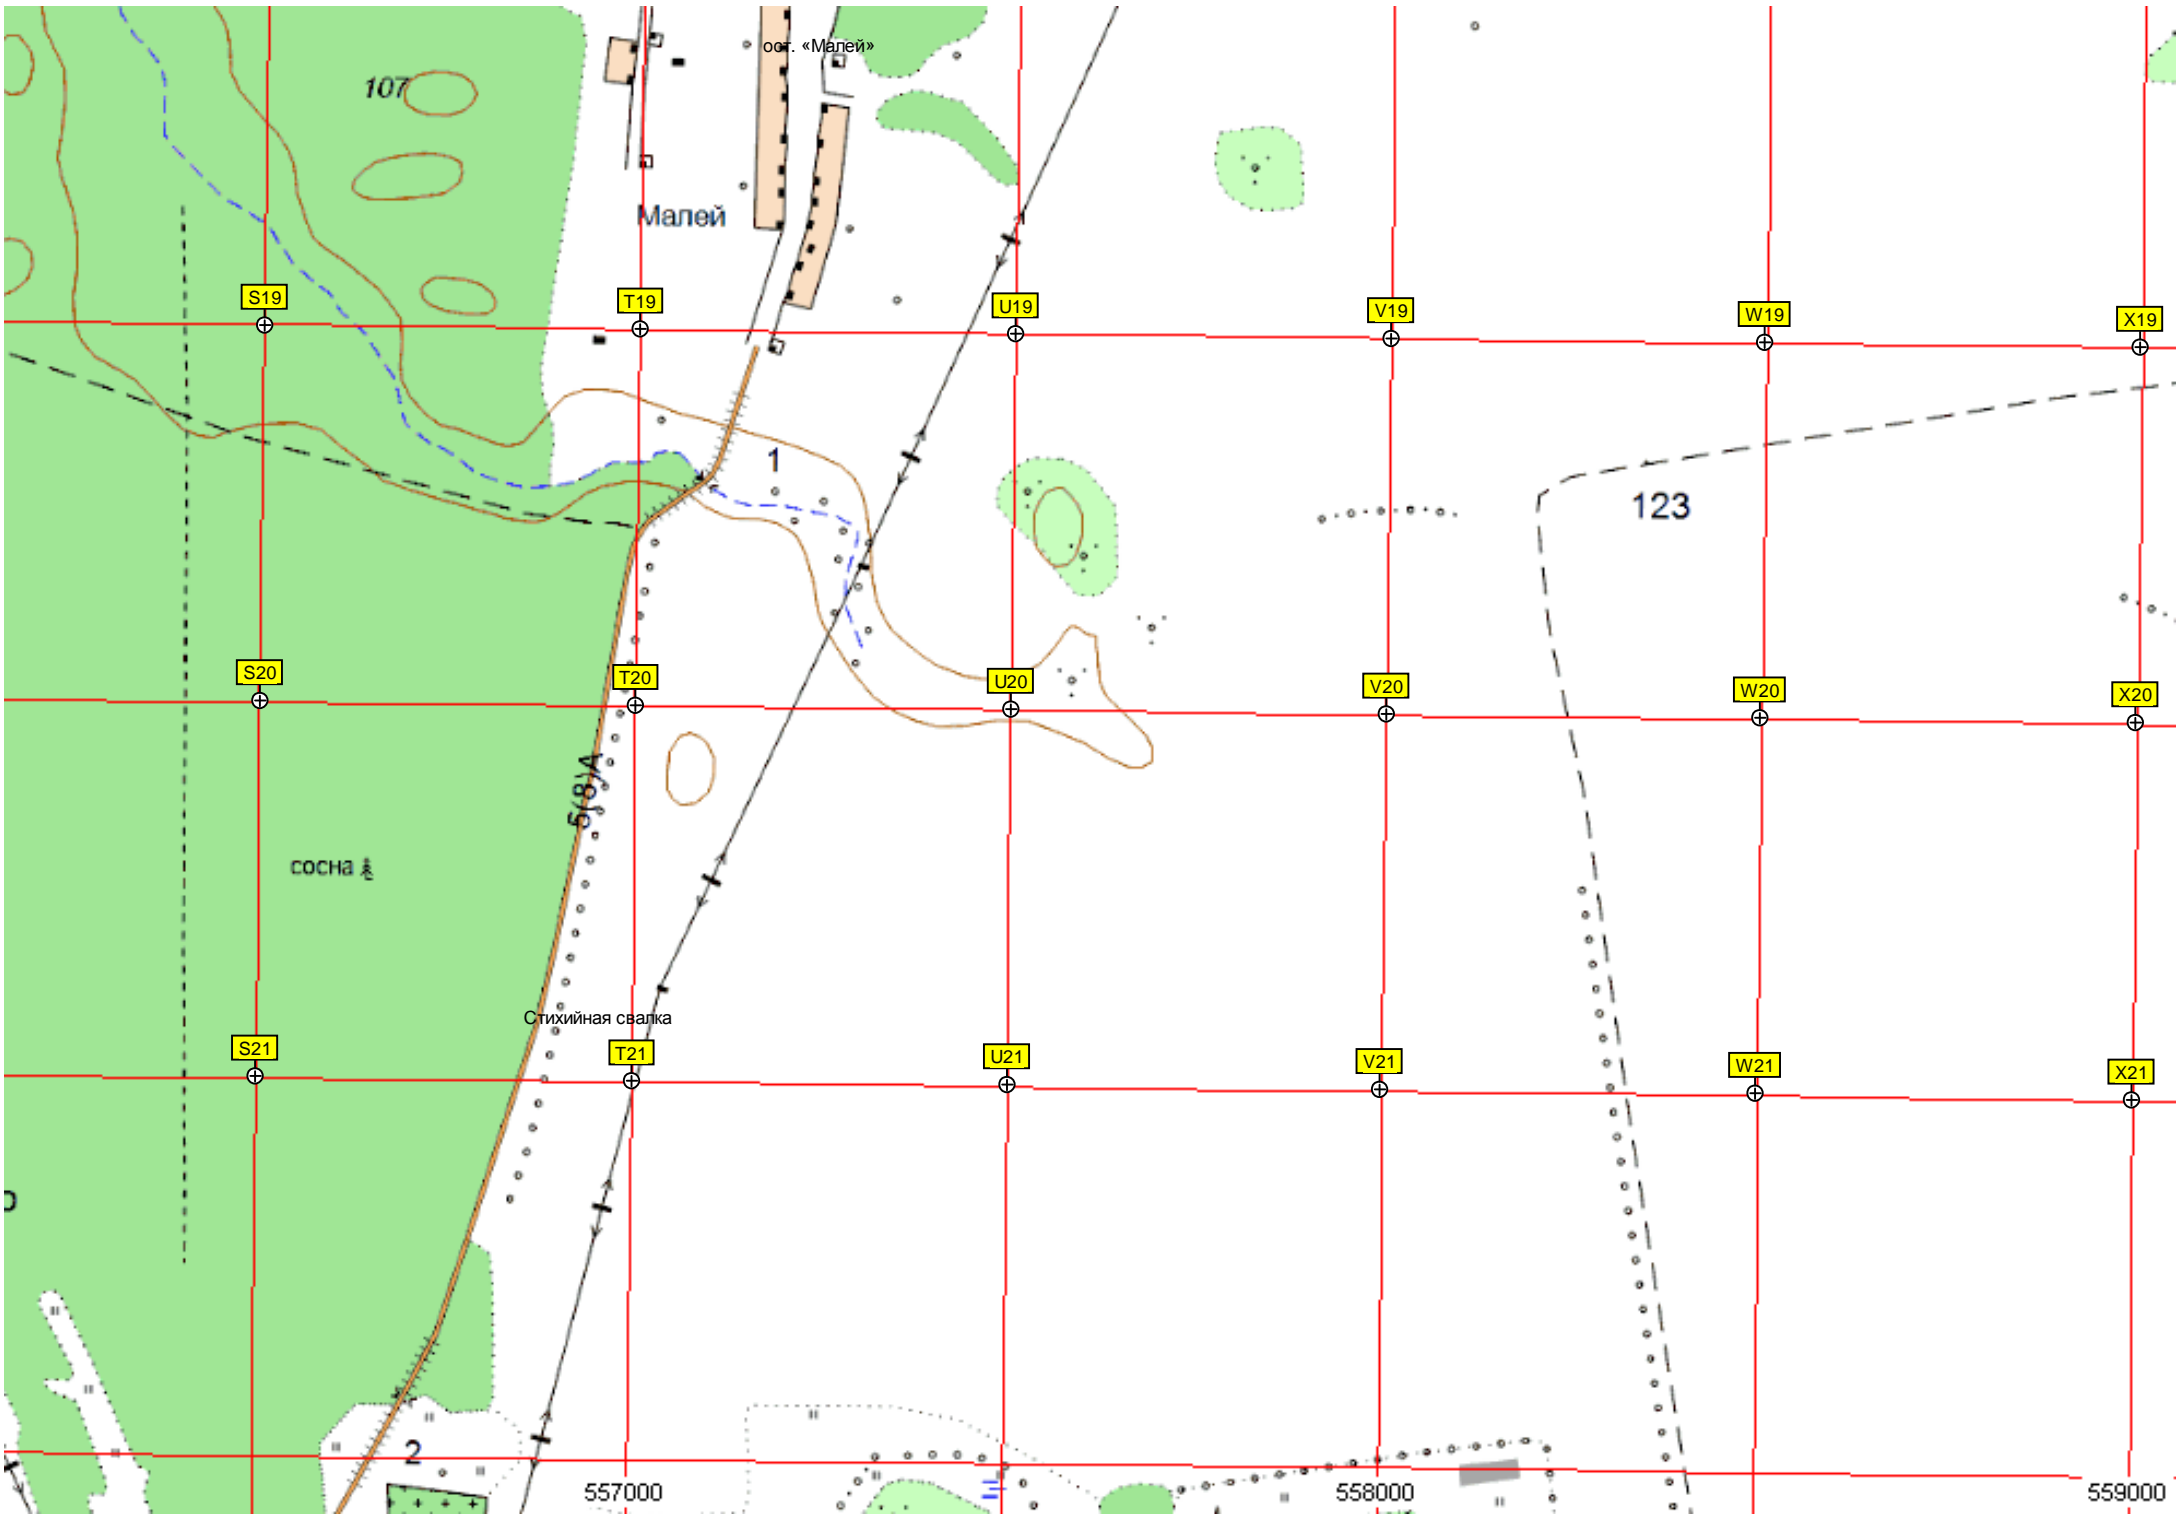 ост. «Малей»
107
Малей
S19
T19
U19
V19
W19
X19
1
123
S20
T20
U20
V20
W20
X20
5(8)А
сосна
Стихийная свалка
S21
T21
U21
V21
W21
X21
2
557000
558000
559000